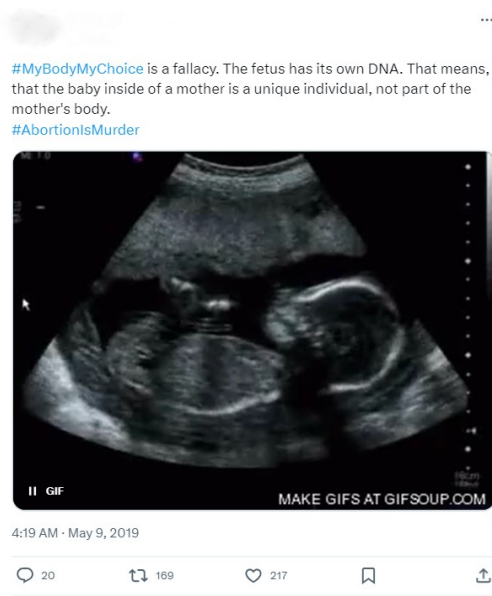 #MyBodyMyChoice is a fallacy. The fetus has its own DNA. That means,
that the baby inside of a mother is a unique individual, not part of the
mother's body.
#AbortionIsMurder
GIF
MAKE GIFS AT GIFSOUP.COM
4:19 AM · May 9, 2019
20 169 217